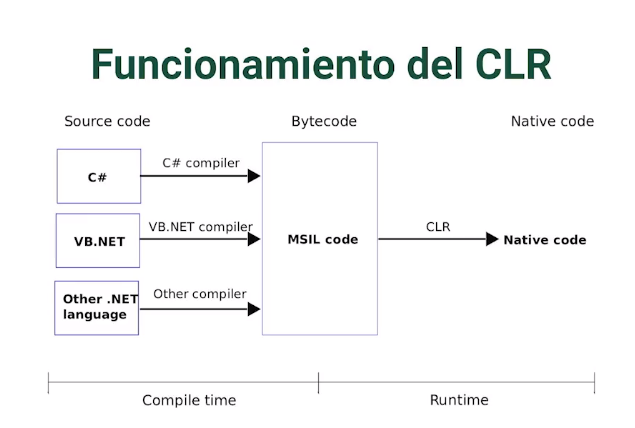 Funcionamiento del CLR
Source code
Bytecode
Native code
C#
C# compiler
VB.NET
VB.NET compiler
MSIL code
CLR
Native code
Other .NET
language
Other compiler
Compile time
Runtime